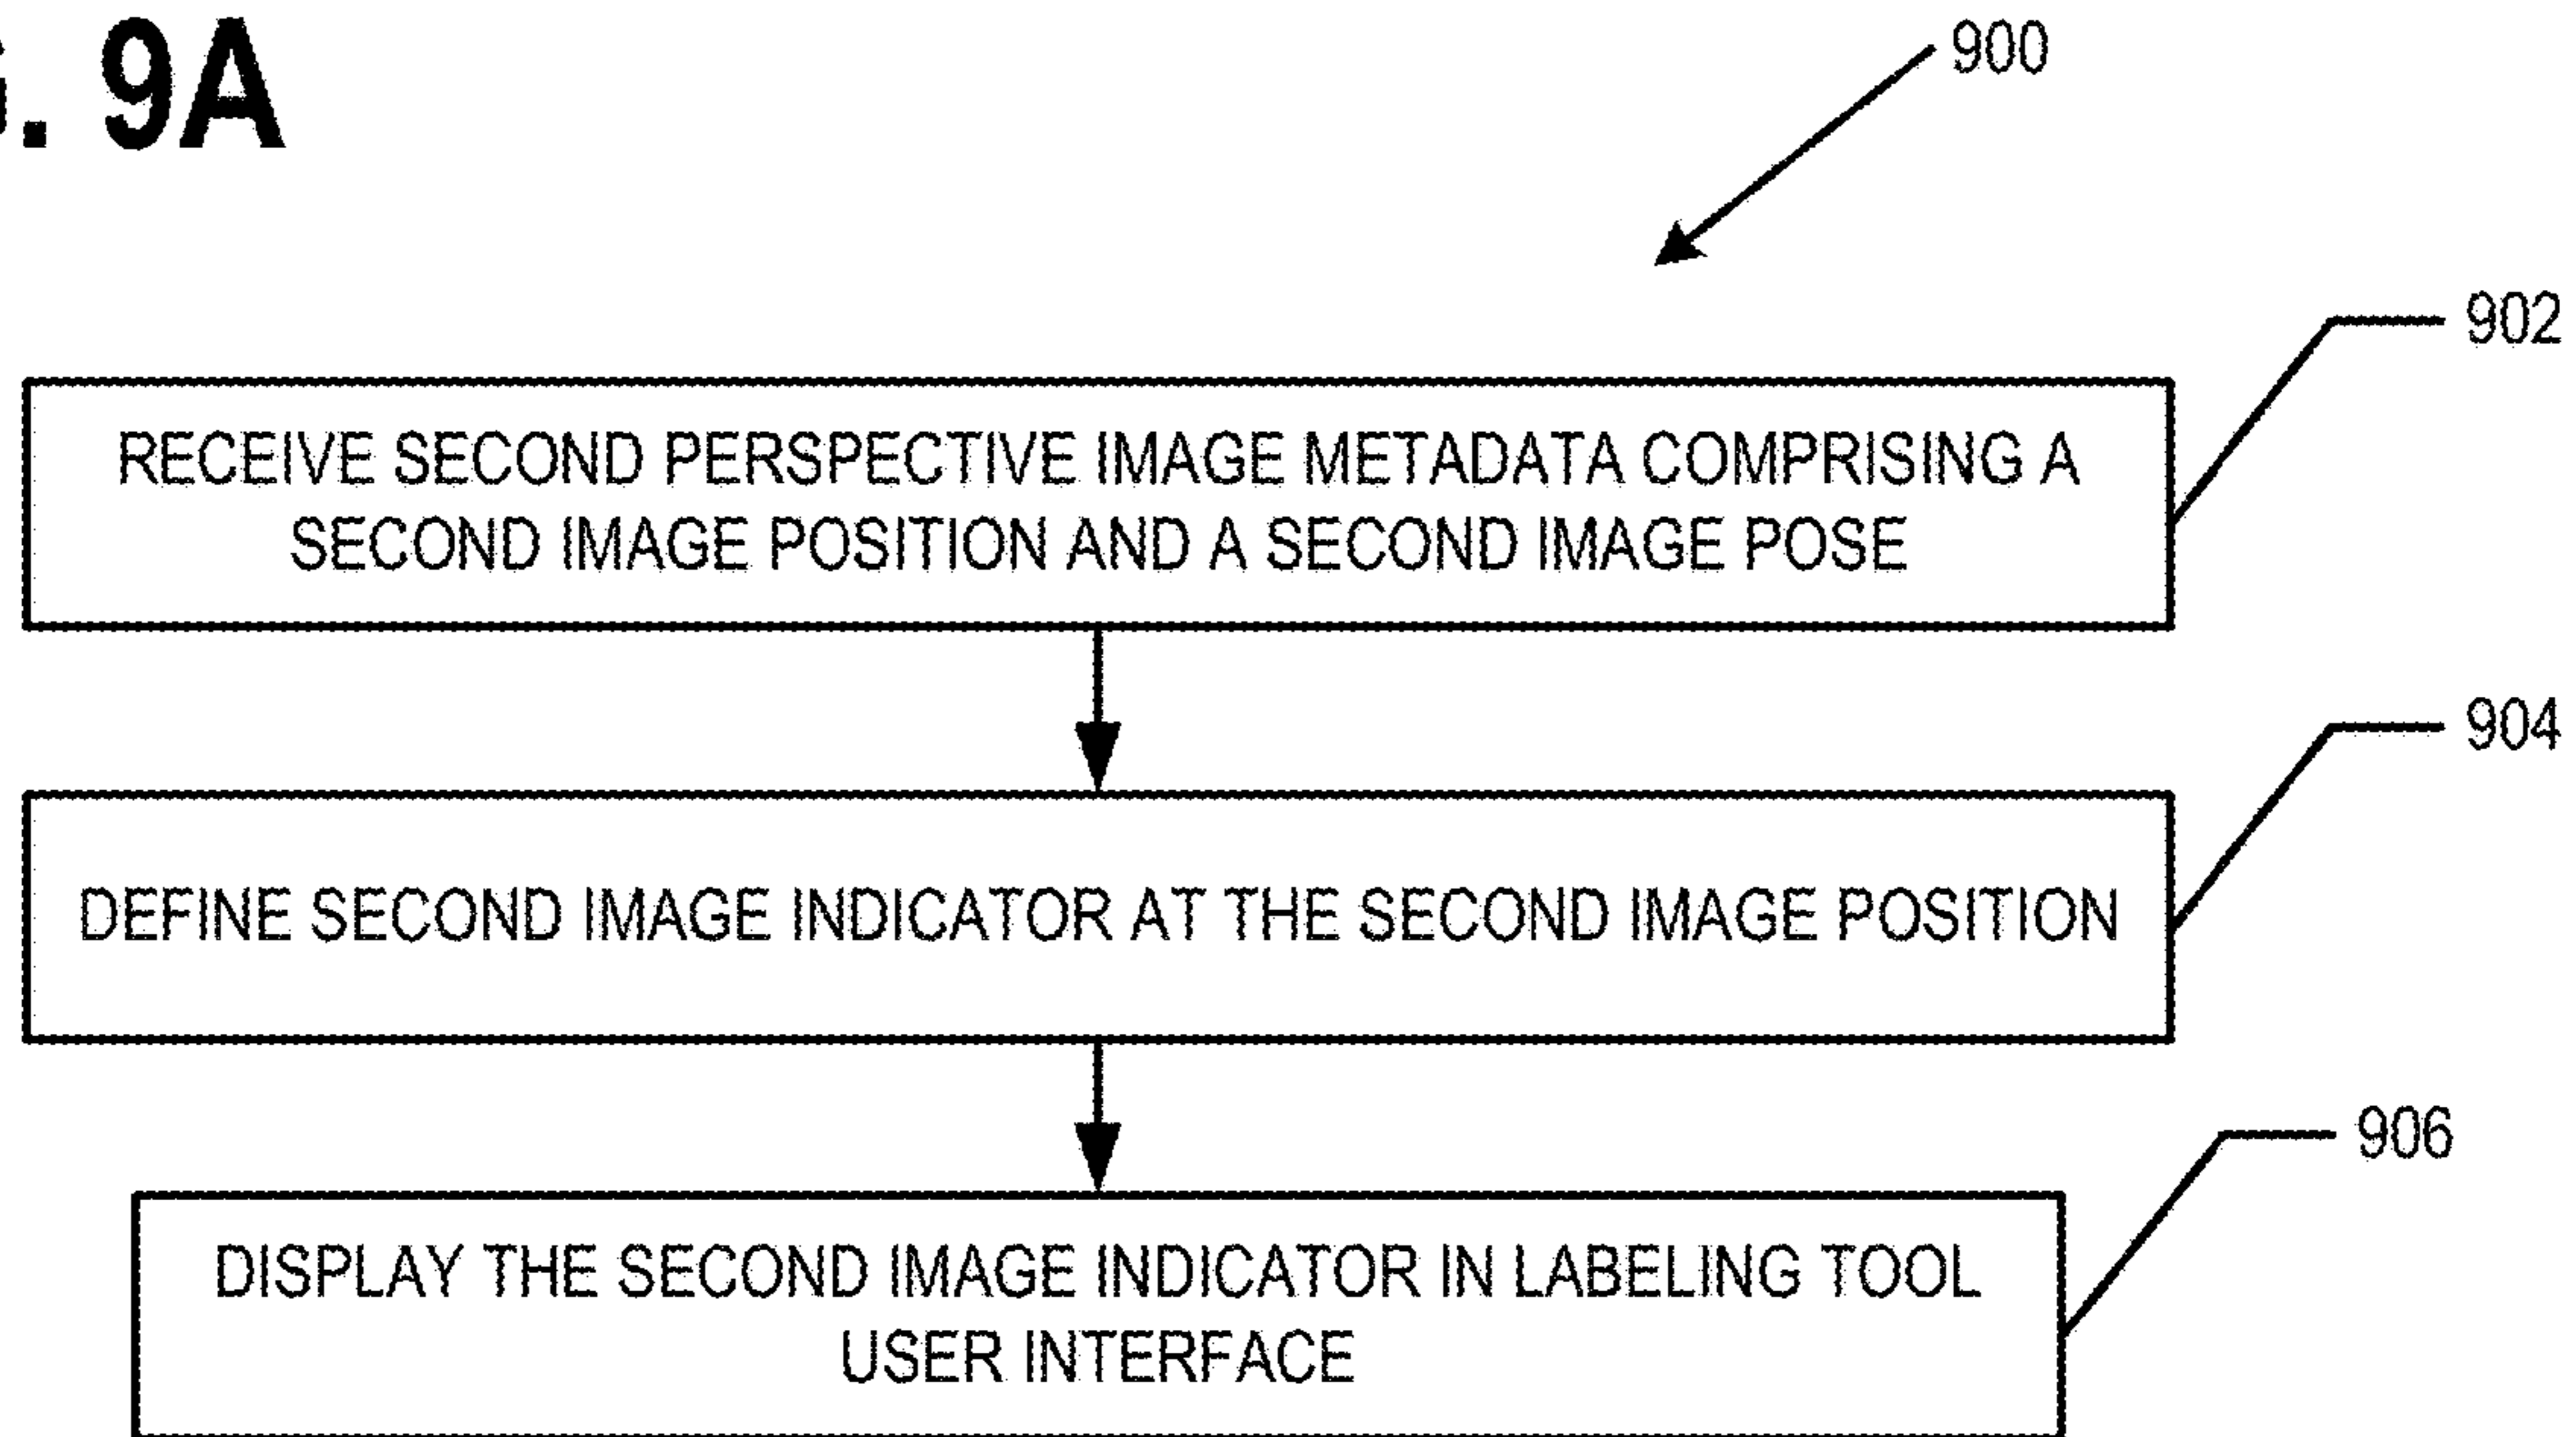 G. 9A
900
902
RECEIVE SECOND PERSPECTIVE IMAGE METADATA COMPRISING A
SECOND IMAGE POSITION AND A SECOND IMAGE POSE
904
DEFINE SECOND IMAGE INDICATOR AT THE SECOND IMAGE POSITION
906
DISPLAY THE SECOND IMAGE INDICATOR IN LABELING TOOL
USER INTERFACE